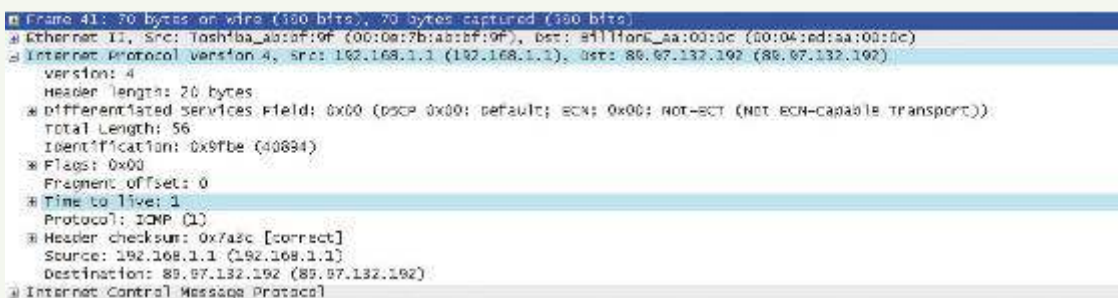 Frame 41: 70 bytes on wire (560 bits), 70 bytes captured (560 bits)
Ethernet II, Src: Toshiba_ab:bf:9f (00:08:7b:ab:bf:9f), Dst: BillionE_aa:00:0c (00:04:ed:aa:00:0c)
Internet Protocol Version 4, Src: 192.168.1.1 (192.168.1.1), Dst: 89.97.132.192 (89.97.132.192)
Version: 4
Header length: 20 bytes
Differentiated Services Field: 0x00 (DSCP 0x00: Default; ECN: 0x00: Not-ECT (Not ECN-Capable Transport))
Total Length: 56
Identification: 0x9fbe (40894)
Flags: 0x00
Fragment offset: 0
Time to live: 1
Protocol: ICMP (1)
Header checksum: 0x7a3c [correct]
Source: 192.168.1.1 (192.168.1.1)
Destination: 89.97.132.192 (89.97.132.192)
Internet Control Message Protocol